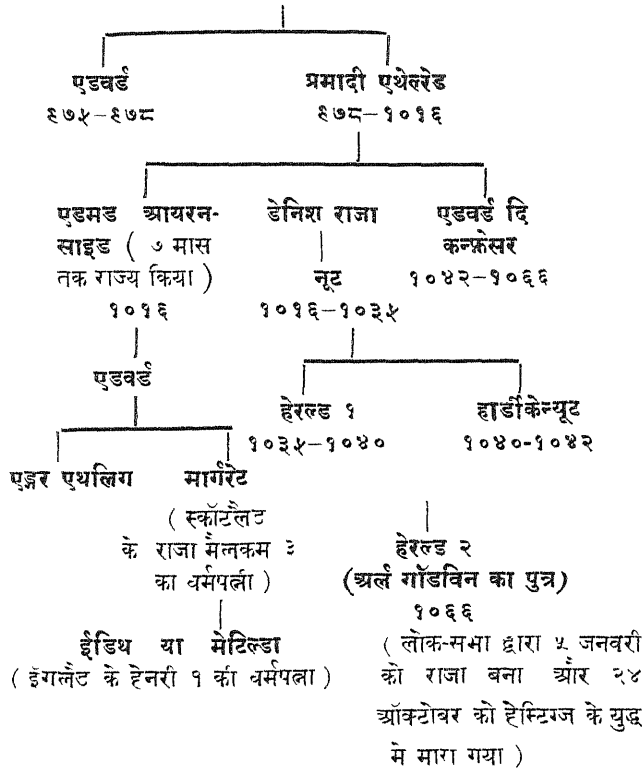 एडवर्ड प्रमादी एथेल्रेड
९७५–९७८ ९७८–१०१६
एडमड आयरन- डेनिश राजा एडवर्ड दि
साइड ( ७ मास कन्फ़ेसर
तक राज्य किया ) नूट १०४२–१०६६
१०१६ १०१६–१०३५
एडवर्ड
हेरल्ड १ हार्डीकेन्यूट
१०३५–१०४० १०४०-१०४२
एड्गर एथलिग मार्गरेट
( स्कॉटलैट
के राजा मैलकम ३ हेरल्ड २
का धर्मपत्नी ) (अर्ल गॉडविन का पुत्र)
१०६६
ईडिथ या मेटिल्डा ( लोक-सभा द्वारा ५ जनवरी
( इंगलैट के हेनरी १ की धर्मपत्ना ) को राजा बना और २४
ऑक्टोबर को हेस्टिंग्ज के युद्ध
मे मारा गया )